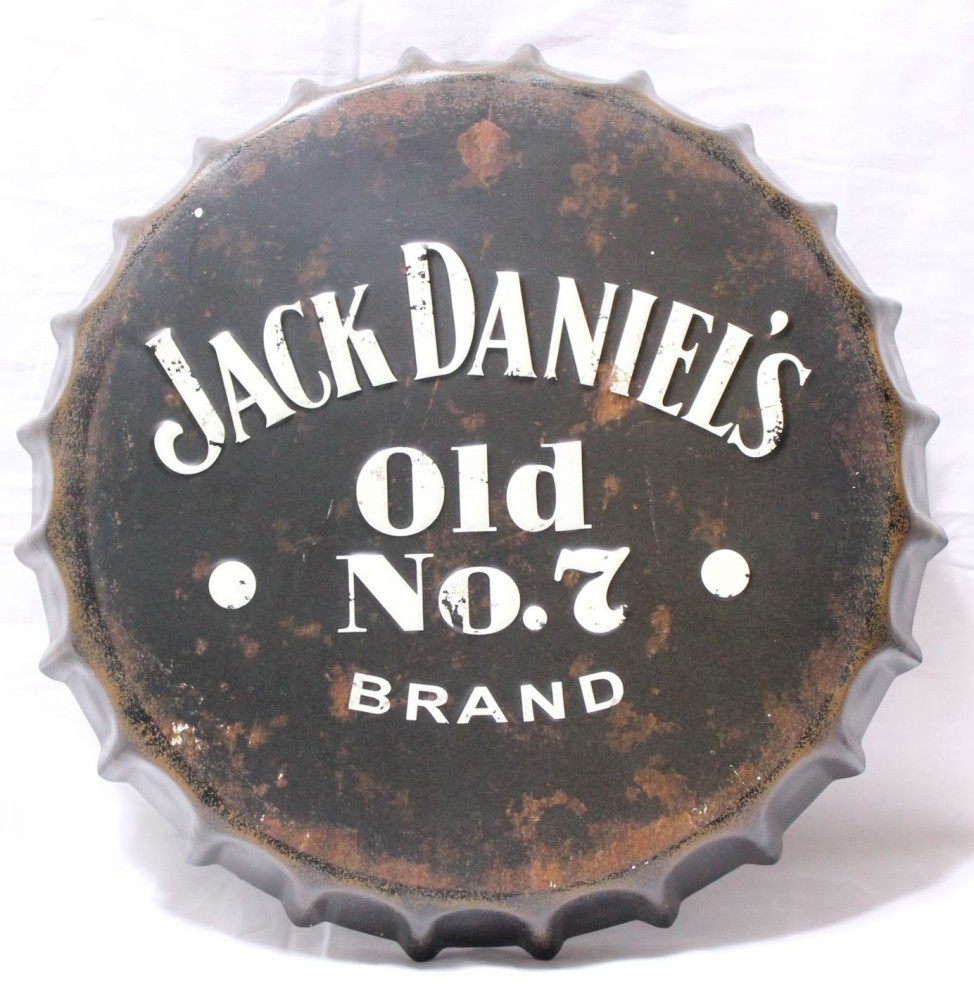 JACK DANIEL'S
Old
• No.7 •
BRAND